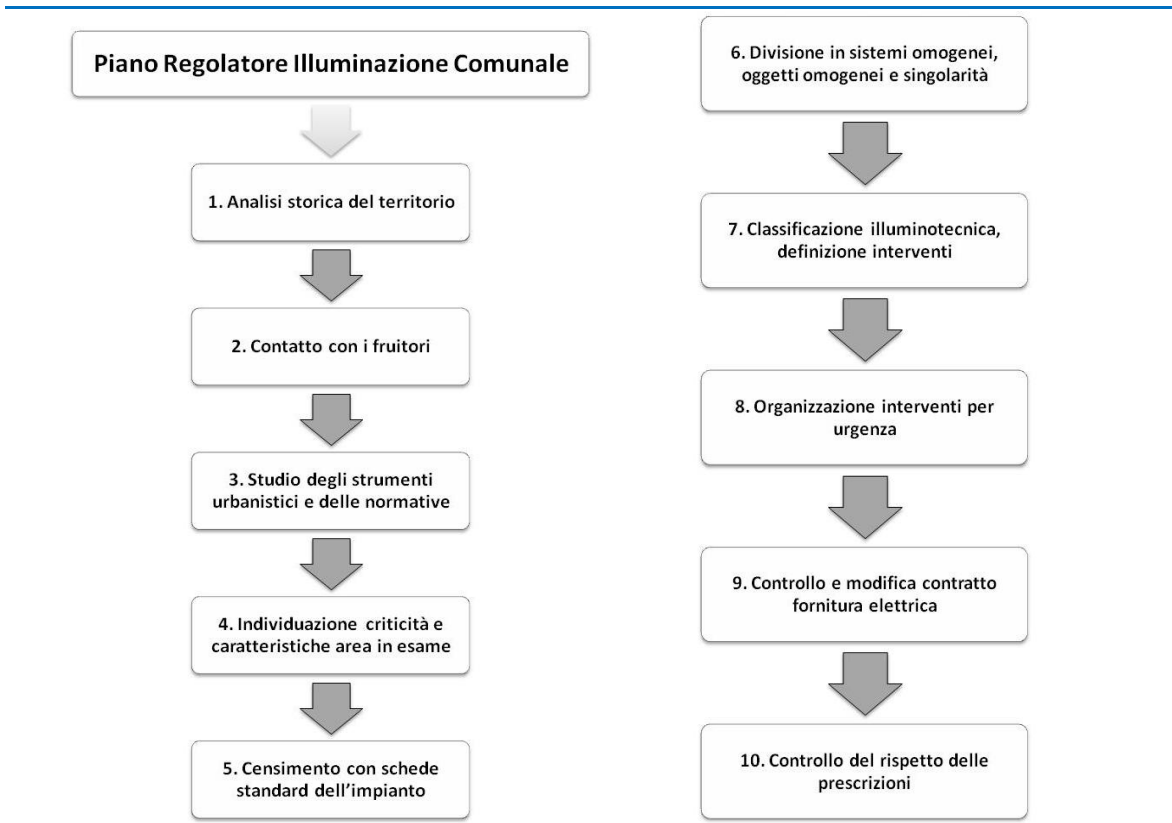 Piano Regolatore Illuminazione Comunale
1. Analisi storica del territorio
2. Contatto con i fruitori
3. Studio degli strumenti
urbanistici e delle normative
4. Individuazione criticità e
caratteristiche area in esame
5. Censimento con schede
standard dell’impianto
6. Divisione in sistemi omogenei,
oggetti omogenei e singolarità
7. Classificazione illuminotecnica,
definizione interventi
8. Organizzazione interventi per
urgenza
9. Controllo e modifica contratto
fornitura elettrica
10. Controllo del rispetto delle
prescrizioni